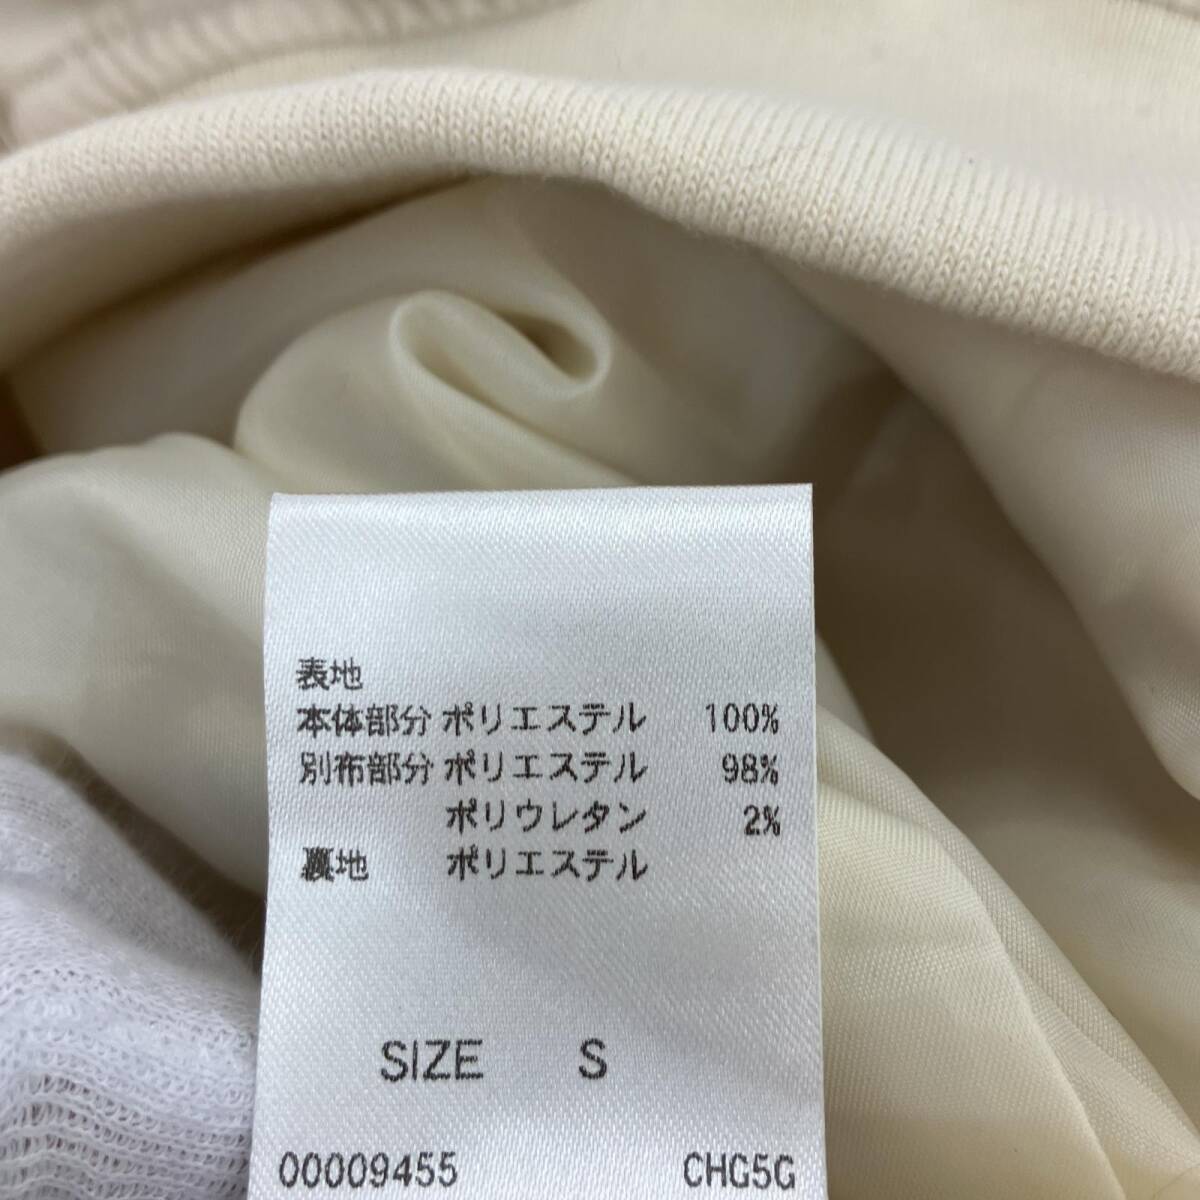 表地
本体部分 ポリエステル 100%
別布部分 ポリエステル 98%
ポリウレタン 2%
裏地 ポリエステル
SIZE S
00009455 CHG5G